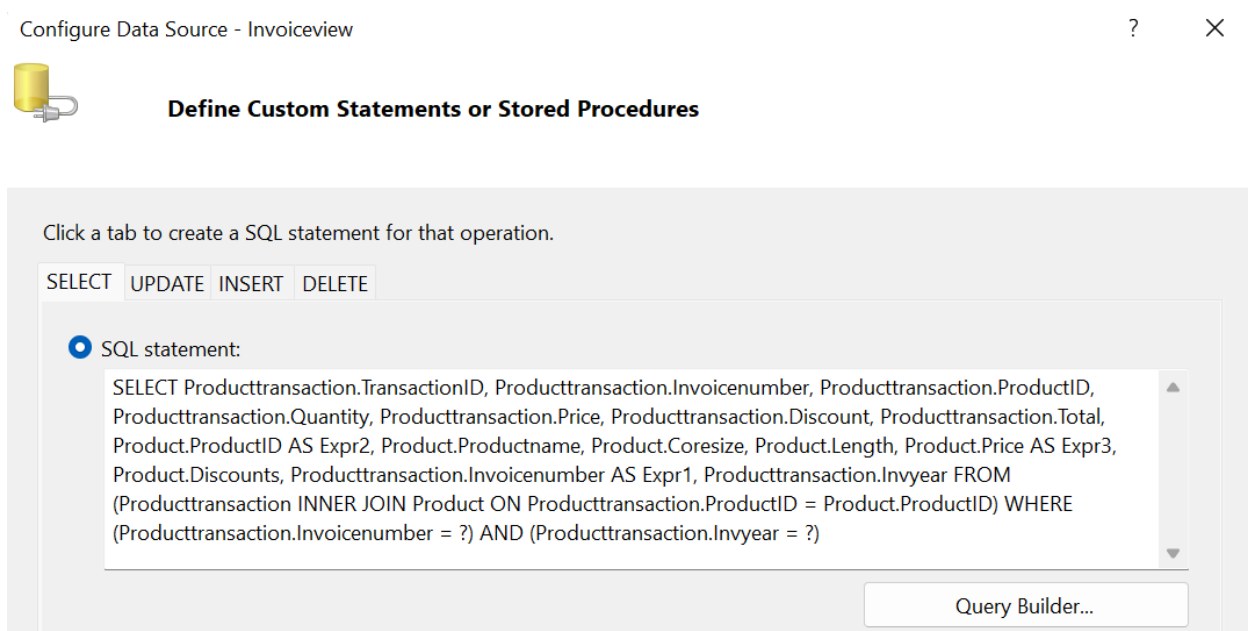 Configure Data Source - Invoiceview
?
Define Custom Statements or Stored Procedures
Click a tab to create a SQL statement for that operation.
SELECT UPDATE INSERT DELETE
SQL statement:
SELECT Producttransaction.TransactionID, Producttransaction.Invoicenumber, Producttransaction.ProductID,
Producttransaction.Quantity, Producttransaction.Price, Producttransaction.Discount, Producttransaction.Total,
Product.ProductID AS Expr2, Product.Productname, Product.Coresize, Product.Length, Product.Price AS Expr3,
Product.Discounts, Producttransaction.Invoicenumber AS Expr1, Producttransaction.Invyear FROM
(Producttransaction INNER JOIN Product ON Producttransaction.ProductID = Product.ProductID) WHERE
(Producttransaction.Invoicenumber = ?) AND (Producttransaction.Invyear = ?)
Query Builder...